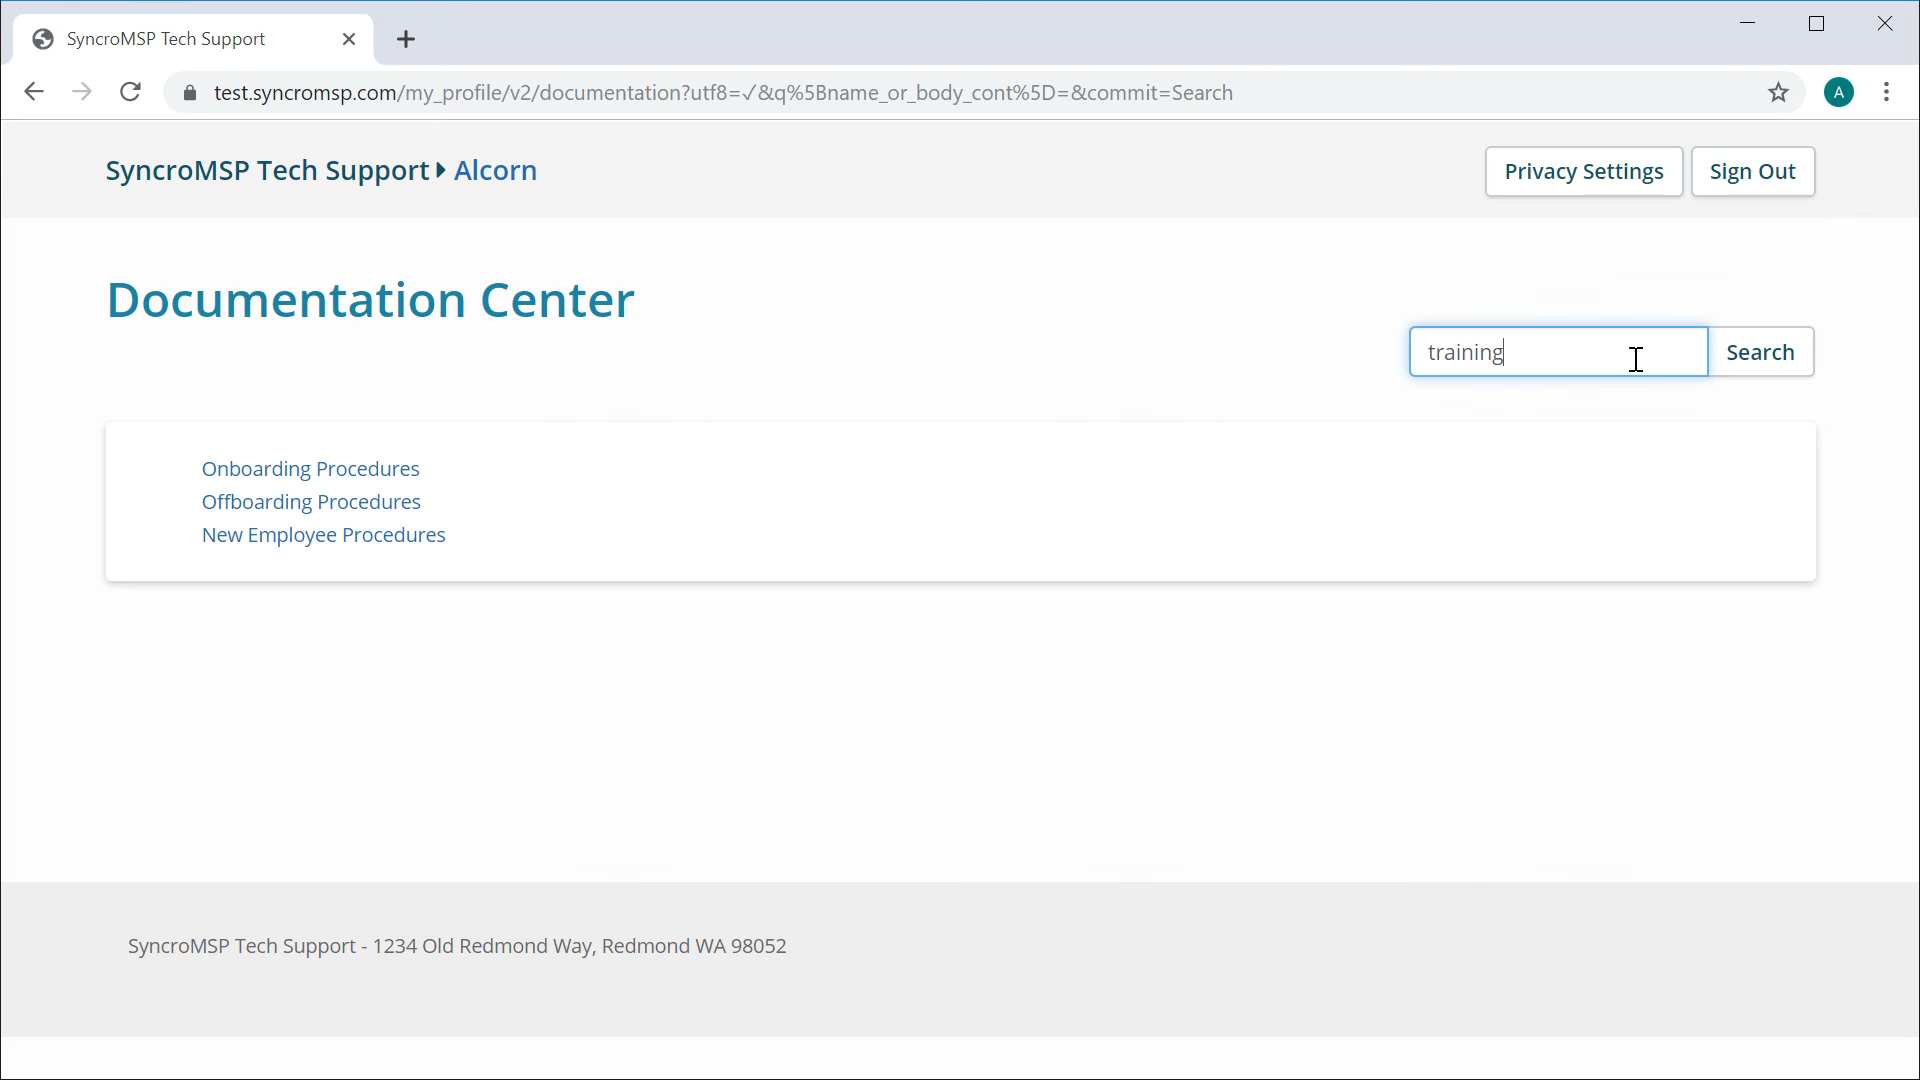 SyncroMSP Tech Support
test.syncromsp.com/my_profile/v2/documentation?utf8=✓&q%5Bname_or_body_cont%5D=&commit=Search
A
SyncroMSP Tech Support Alcorn
Privacy Settings
Sign Out
Documentation Center
training
Search
Onboarding Procedures
Offboarding Procedures
New Employee Procedures
SyncroMSP Tech Support - 1234 Old Redmond Way, Redmond WA 98052